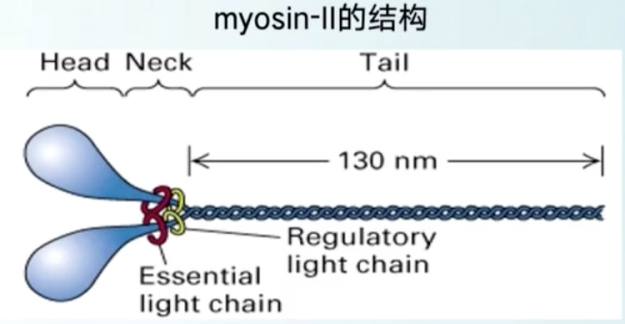 myosin-II的结构
Head Neck Tail
130 nm
Regulatory
light chain
Essential
light chain